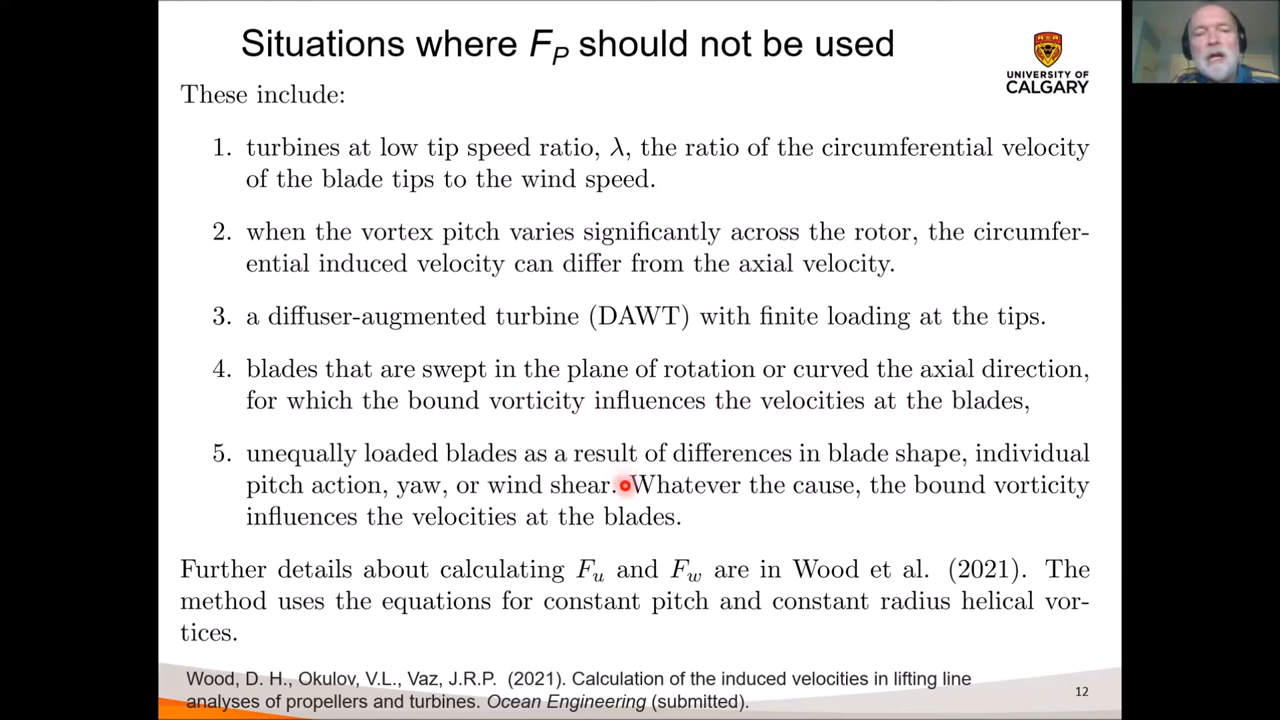 Situations where F_P should not be used
UNIVERSITY OF
CALGARY
These include:
1. turbines at low tip speed ratio, λ, the ratio of the circumferential velocity
of the blade tips to the wind speed.
2. when the vortex pitch varies significantly across the rotor, the circumfer-
ential induced velocity can differ from the axial velocity.
3. a diffuser-augmented turbine (DAWT) with finite loading at the tips.
4. blades that are swept in the plane of rotation or curved the axial direction,
for which the bound vorticity influences the velocities at the blades,
5. unequally loaded blades as a result of differences in blade shape, individual
pitch action, yaw, or wind shear. Whatever the cause, the bound vorticity
influences the velocities at the blades.
Further details about calculating F_u and F_w are in Wood et al. (2021). The
method uses the equations for constant pitch and constant radius helical vor-
tices.
Wood, D. H., Okulov, V.L., Vaz, J.R.P. (2021). Calculation of the induced velocities in lifting line
analyses of propellers and turbines. Ocean Engineering (submitted).
12